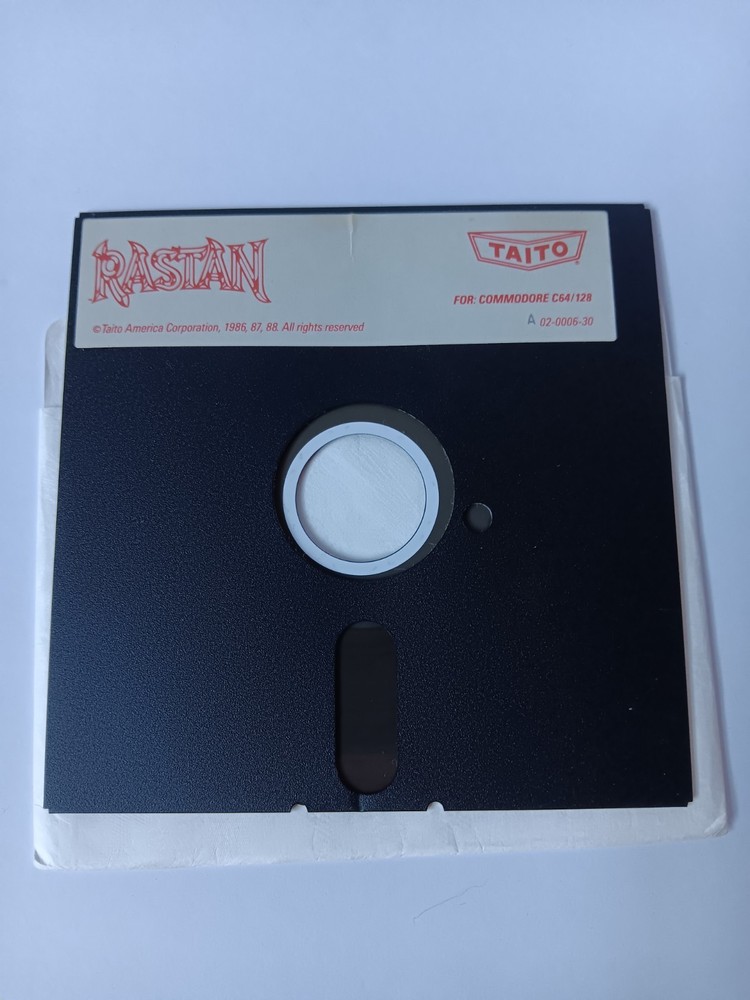 RASTAN
TAITO
FOR: COMMODORE C64/128
A 02-0006-30
©Taito America Corporation, 1986, 87, 88. All rights reserved